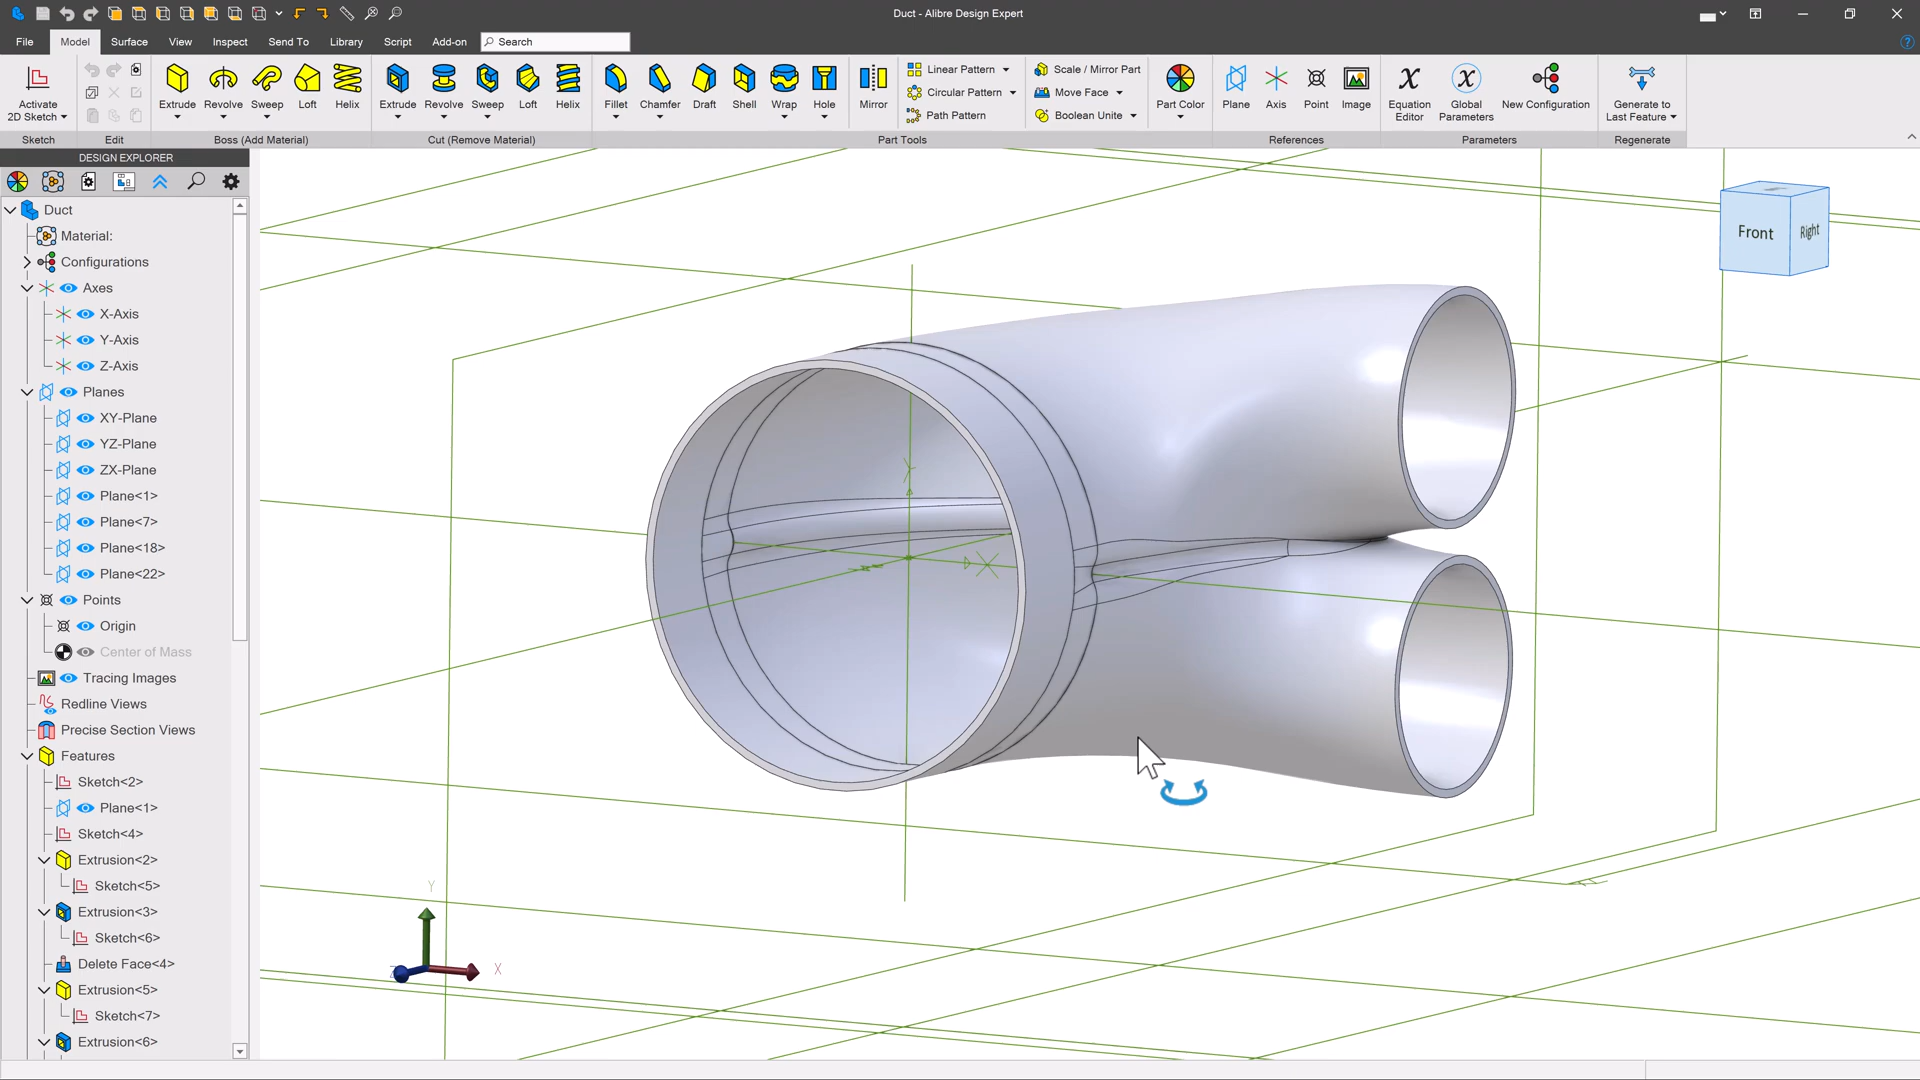 Duct - Alibre Design Expert
File Model Surface View Inspect Send To Library Script Add-on Search
Activate 2D Sketch
Extrude Revolve Sweep Loft Helix
Extrude Revolve Sweep Loft Helix
Fillet Chamfer Draft Shell Wrap Hole Mirror
Linear Pattern
Circular Pattern
Path Pattern
Scale / Mirror Part
Move Face
Boolean Unite
Part Color
Plane Axis Point Image
Equation Editor
Global Parameters
New Configuration
Generate to Last Feature
Sketch Edit Boss (Add Material) Cut (Remove Material) Part Tools References Parameters Regenerate
DESIGN EXPLORER
Duct
Material:
Configurations
Axes
X-Axis
Y-Axis
Z-Axis
Planes
XY-Plane
YZ-Plane
ZX-Plane
Plane<1>
Plane<7>
Plane<18>
Plane<22>
Points
Origin
Center of Mass
Tracing Images
Redline Views
Precise Section Views
Features
Sketch<2>
Plane<1>
Sketch<4>
Extrusion<2>
Sketch<5>
Extrusion<3>
Sketch<6>
Delete Face<4>
Extrusion<5>
Sketch<7>
Extrusion<6>
Front Right
Y
X
Z
Y
X